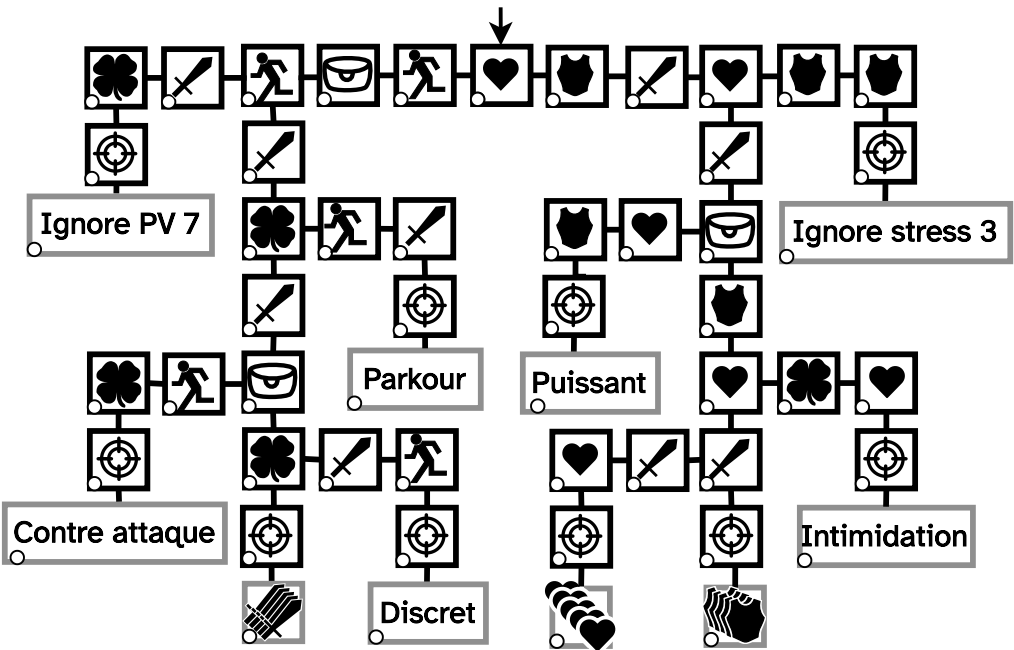 Ignore PV 7
Ignore stress 3
Parkour
Puissant
Contre attaque
Intimidation
Discret